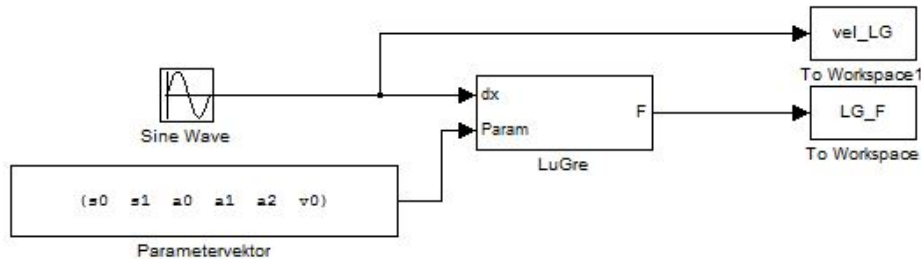 vel_LG
To Workspace1
dx
Param
F
LuGre
LG_F
To Workspace
Sine Wave
(s0 s1 a0 a1 a2 v0)
Parametervektor